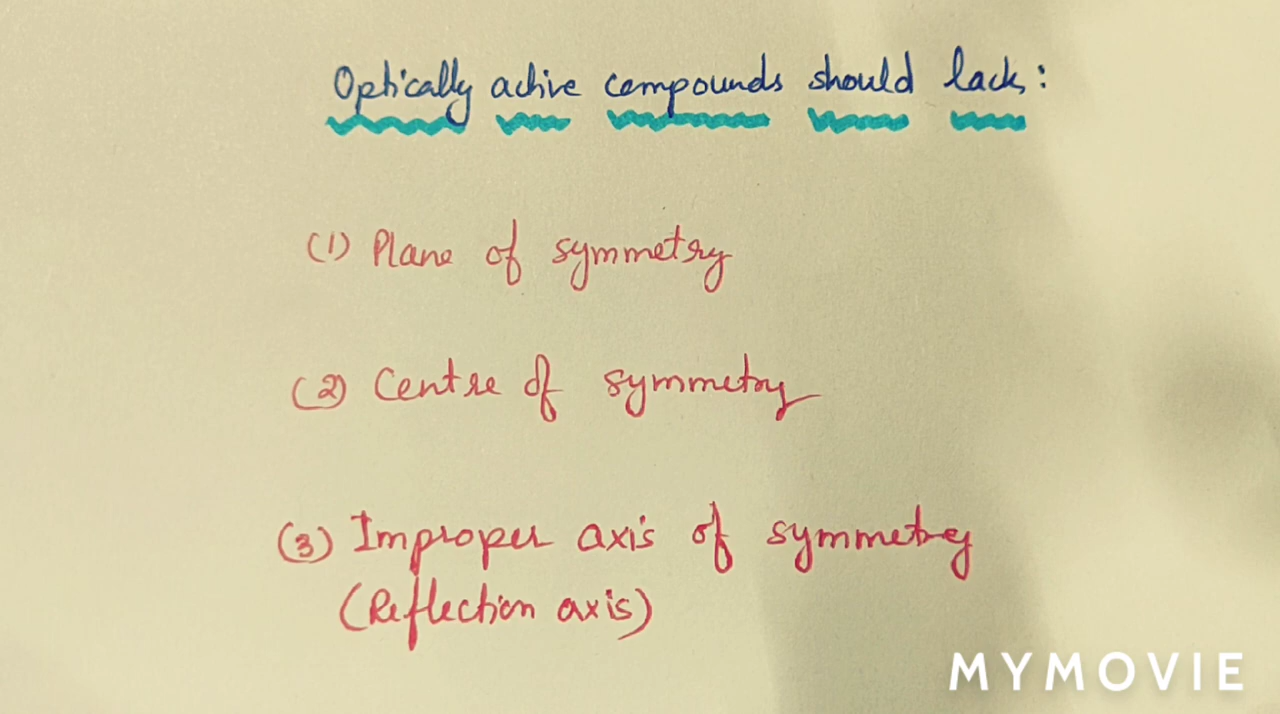 Optically active compounds should lack:
(1) Plane of symmetry
(2) Centre of symmetry
(3) Improper axis of symmetry
(Reflection axis)
MYMOVIE